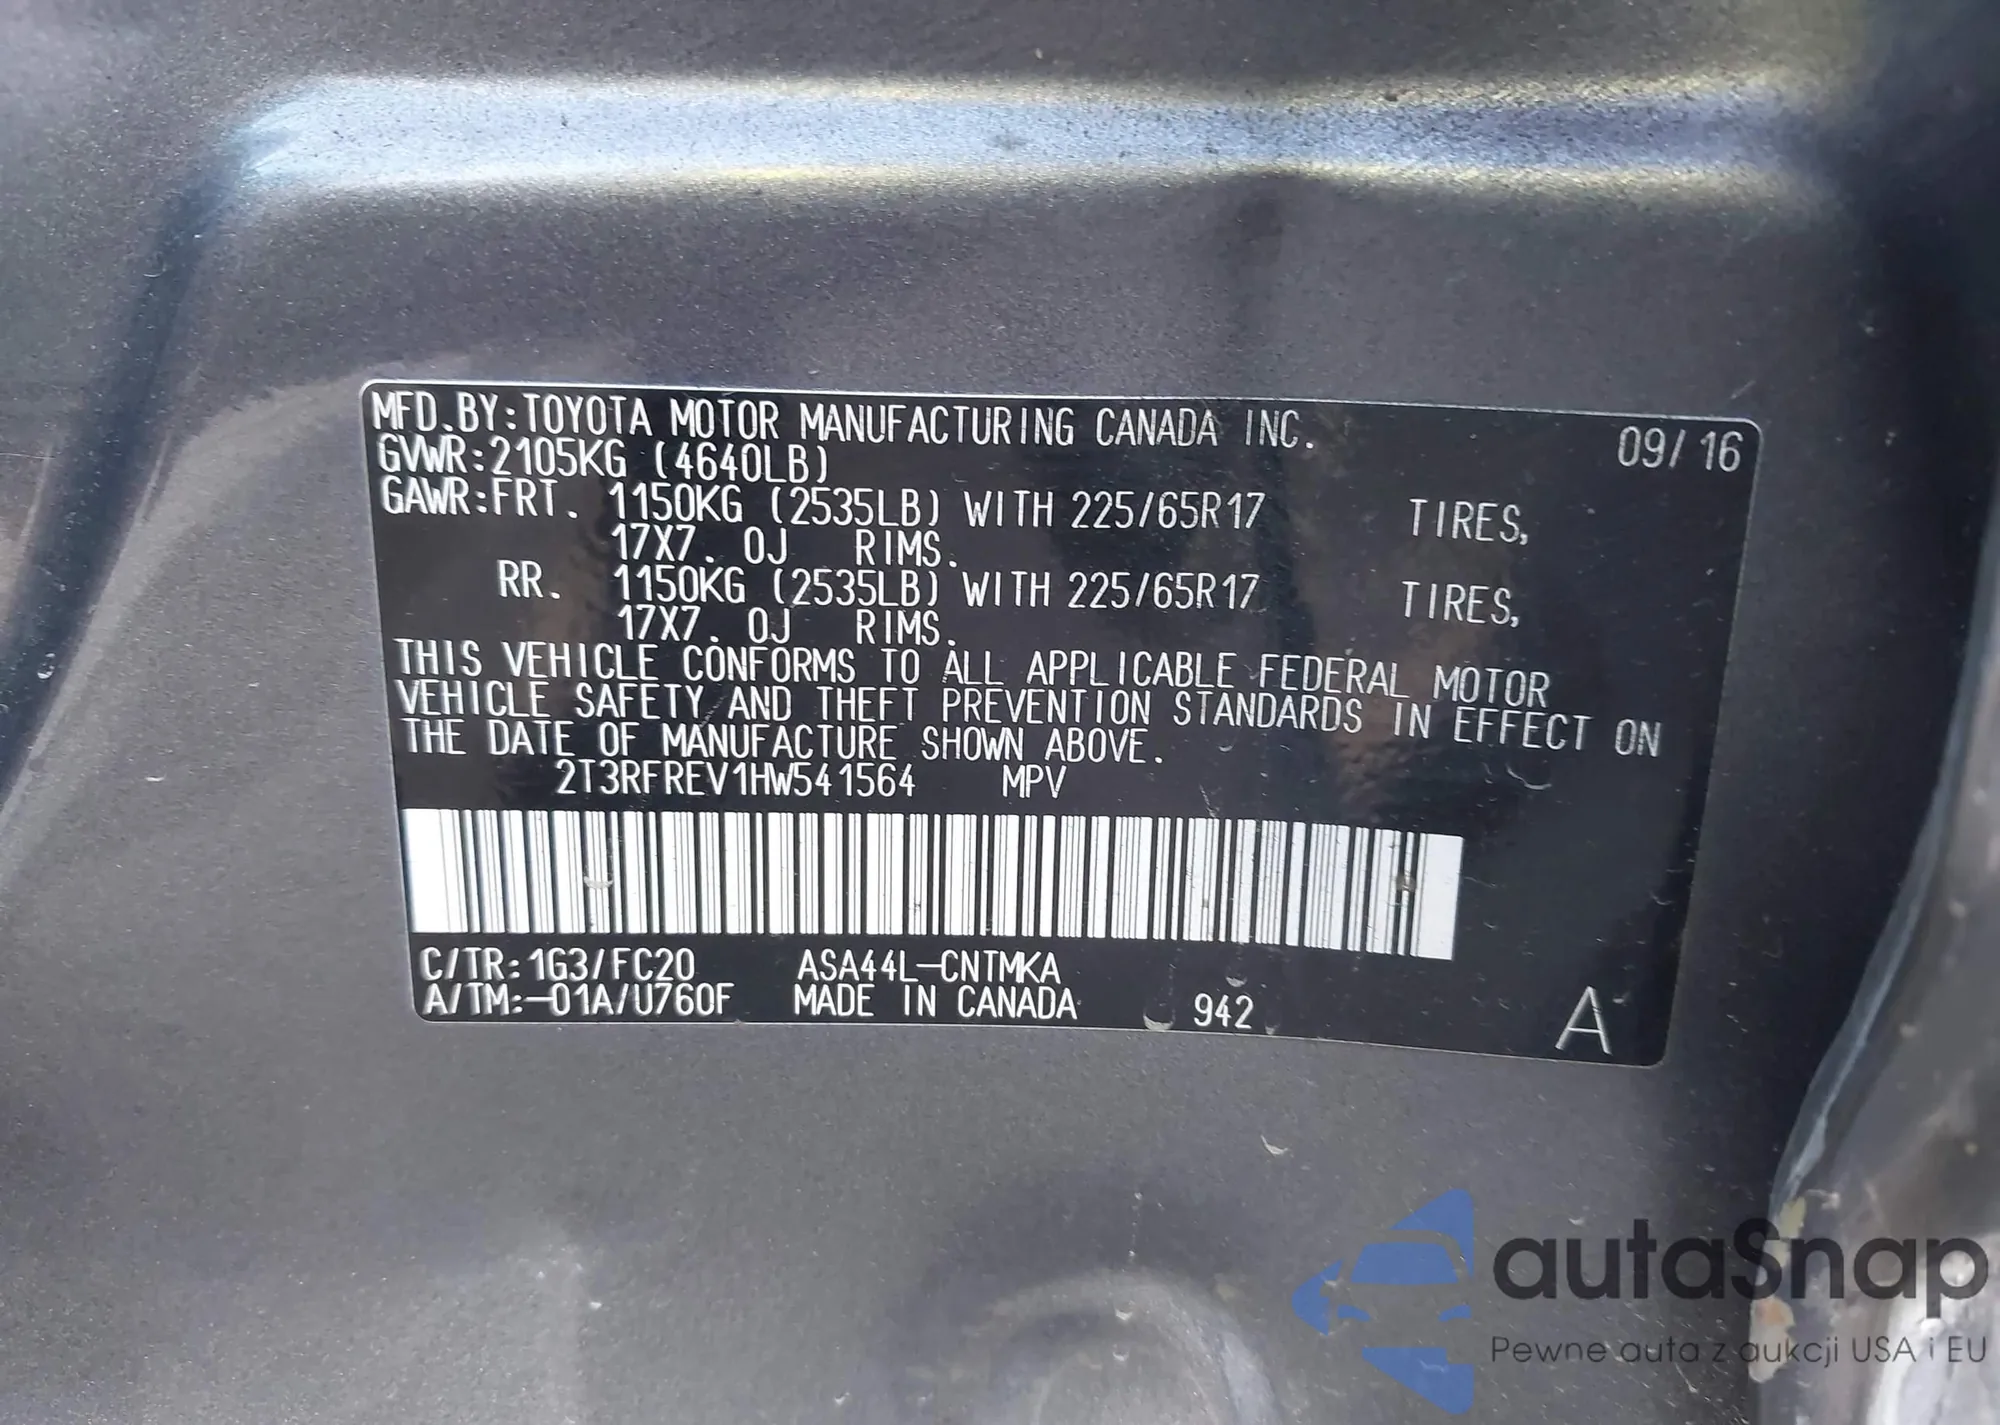 MFD.BY:TOYOTA MOTOR MANUFACTURING CANADA INC. 09/16
GVWR:2105KG (4640LB)
GAWR:FRT. 1150KG (2535LB) WITH 225/65R17 TIRES,
17X7. 0J RIMS.
RR. 1150KG (2535LB) WITH 225/65R17 TIRES,
17X7. 0J RIMS.
THIS VEHICLE CONFORMS TO ALL APPLICABLE FEDERAL MOTOR
VEHICLE SAFETY AND THEFT PREVENTION STANDARDS IN EFFECT ON
THE DATE OF MANUFACTURE SHOWN ABOVE.
2T3RFREV1HW541564 MPV
C/TR:1G3/FC20 ASA44L-CNTMKA
A/TM:-01A/U760F MADE IN CANADA 942 A
autaSnap
Pewne auta z aukcji USA i EU